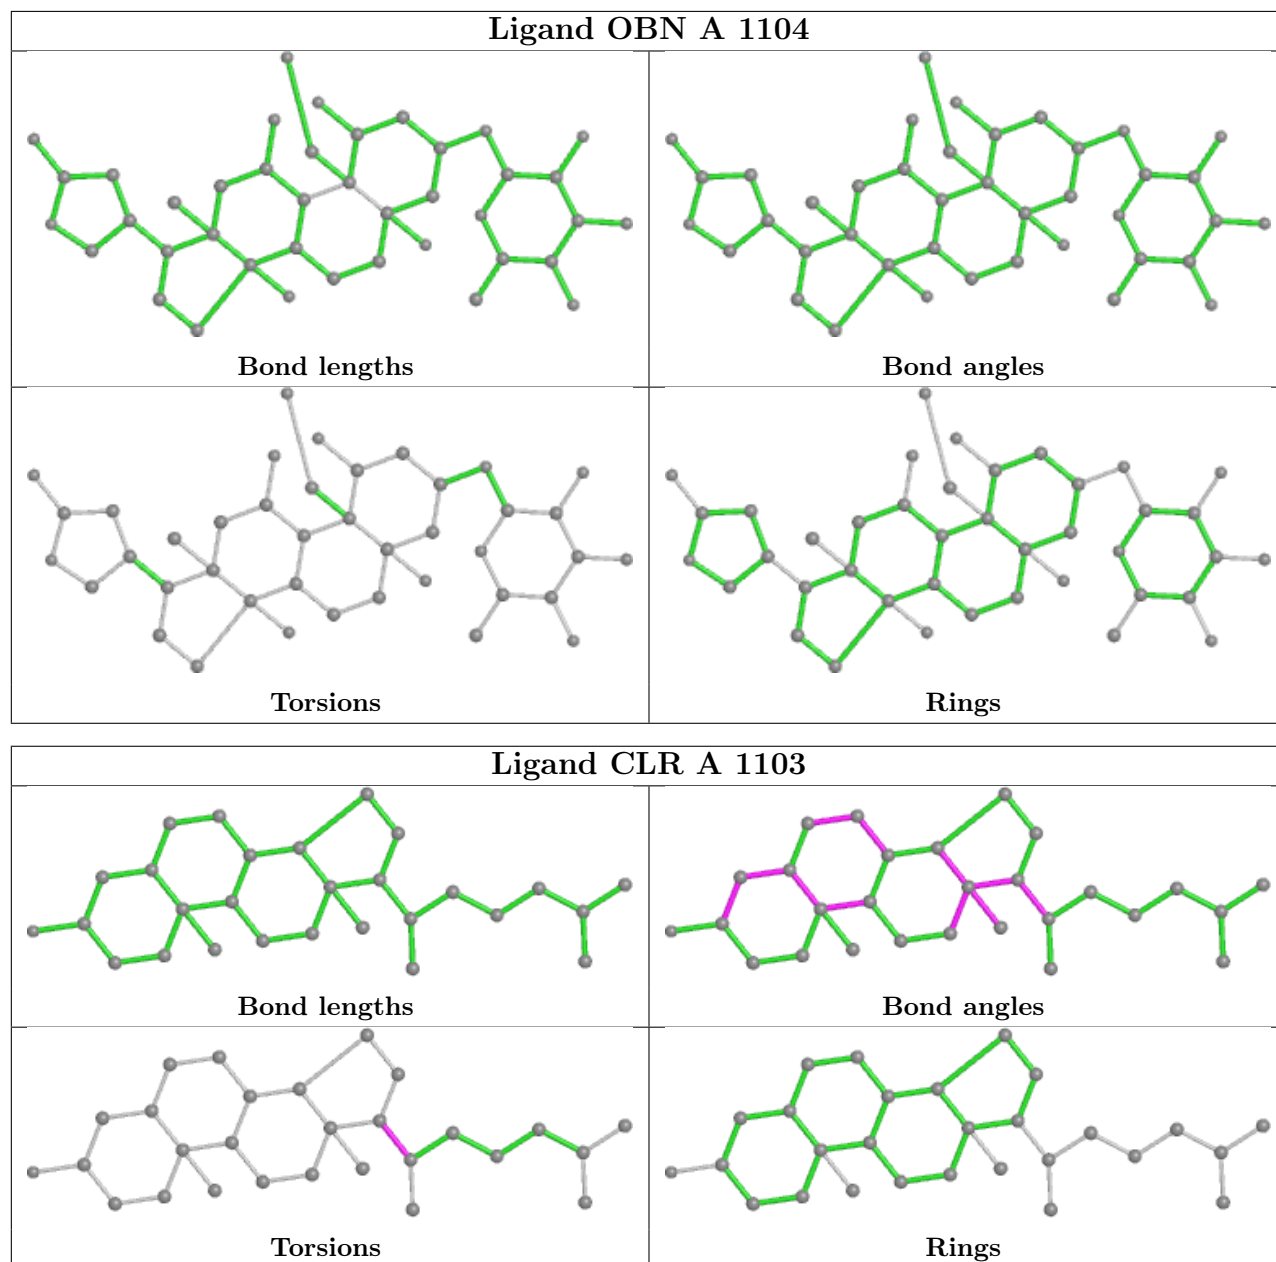 Ligand OBN A 1104
Bond lengths
Bond angles
Torsions
Rings
Ligand CLR A 1103
Bond lengths
Bond angles
Torsions
Rings